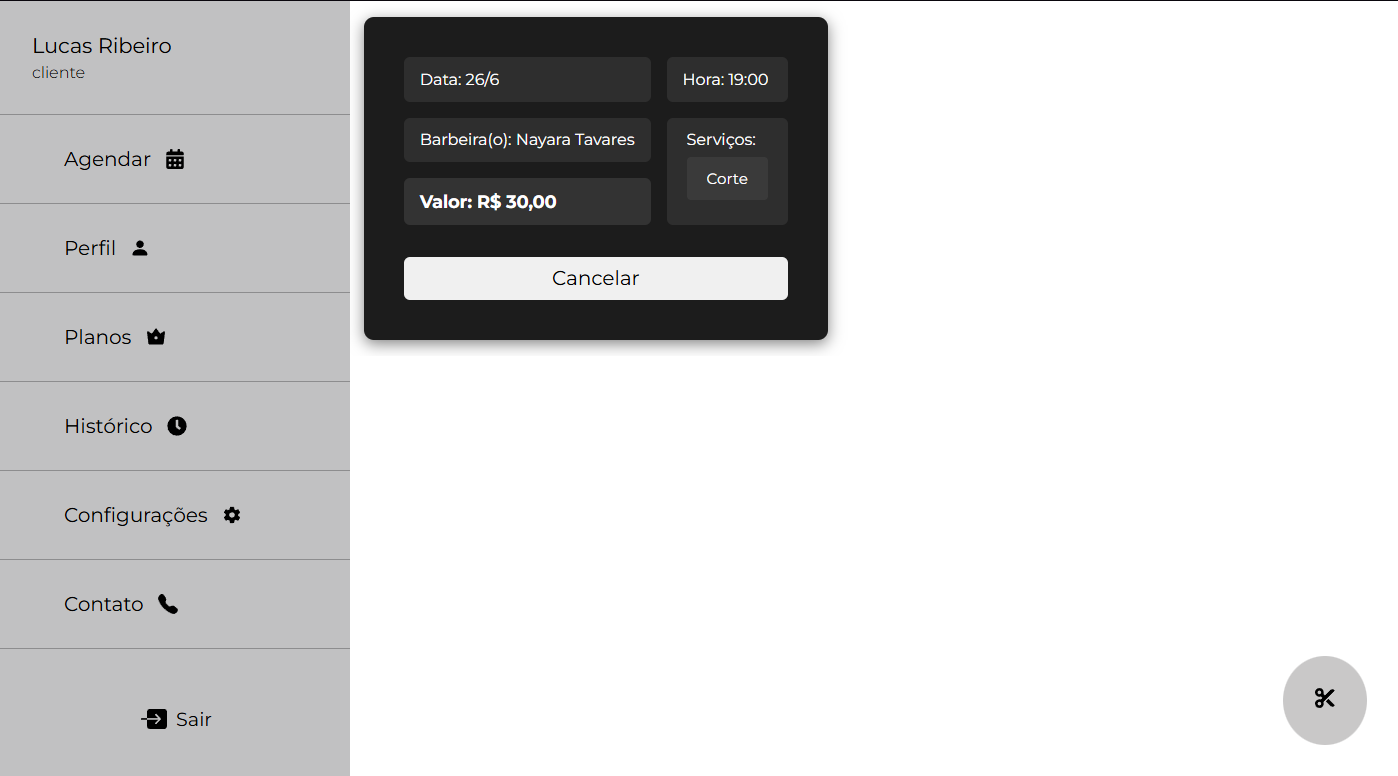 Lucas Ribeiro
cliente
Agendar
Perfil
Planos
Histórico
Configurações
Contato
Sair
Data: 26/6
Hora: 19:00
Barbeira(o): Nayara Tavares
Serviços:
Corte
Valor: R$ 30,00
Cancelar